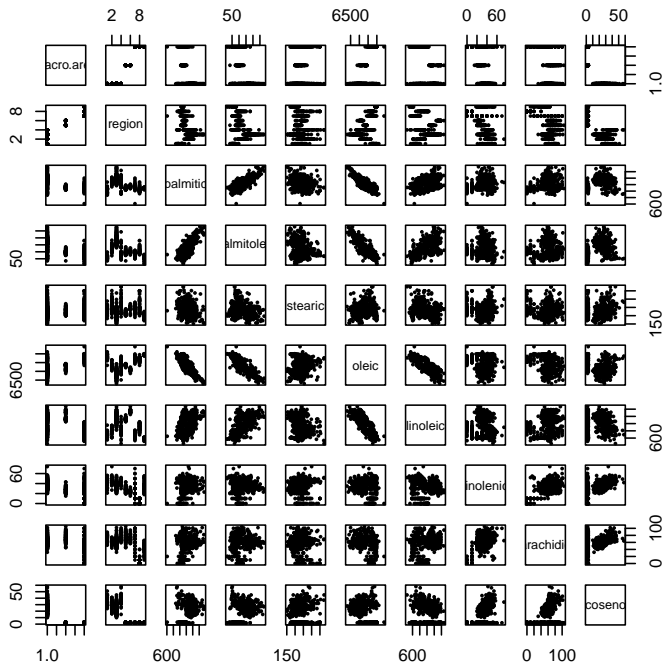 2 8 50 6500 0 60 0 50
acro.are
1.0
2 8
region
palmitic
600
50
almitole
stearic
150
6500
oleic
linoleic
600
0 60
inolenic
rachidi
0 100
0 50
cosenc
1.0 600 150 600 0 100